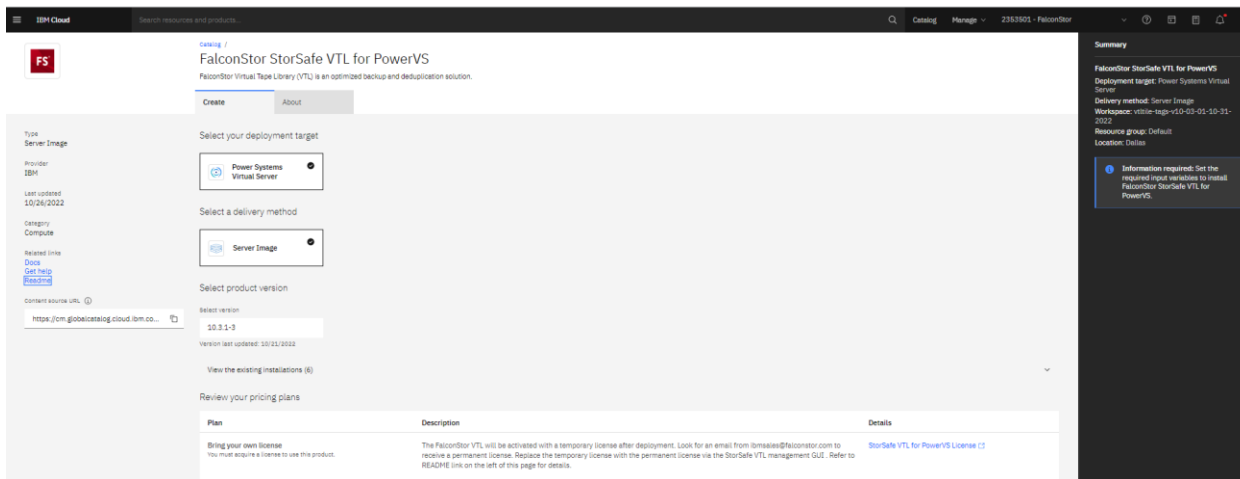 IBM Cloud
Search resources and products...
Catalog
Manage
2353501 - FalconStor
FS
Catalog /
FalconStor StorSafe VTL for PowerVS
FalconStor Virtual Tape Library (VTL) is an optimized backup and deduplication solution.
Create
About
Type
Server Image
Provider
IBM
Last updated
10/26/2022
Category
Compute
Related links
Docs
Get help
Readme
Content source URL
https://cm.globalcatalog.cloud.ibm.co...
Select your deployment target
Power Systems
Virtual Server
Select a delivery method
Server Image
Select product version
Select version
10.3.1-3
Version last updated: 10/21/2022
View the existing installations (6)
Review your pricing plans
Plan
Description
Details
Bring your own license
You must acquire a license to use this product.
The FalconStor VTL will be activated with a temporary license after deployment. Look for an email from ibmsales@falconstor.com to
receive a permanent license. Replace the temporary license with the permanent license via the StorSafe VTL management GUI . Refer to
README link on the left of this page for details.
StorSafe VTL for PowerVS License
Summary
FalconStor StorSafe VTL for PowerVS
Deployment target: Power Systems Virtual
Server
Delivery method: Server Image
Workspace: vtltile-tags-v10-03-01-10-31-
2022
Resource group: Default
Location: Dallas
Information required: Set the
required input variables to install
FalconStor StorSafe VTL for
PowerVS.